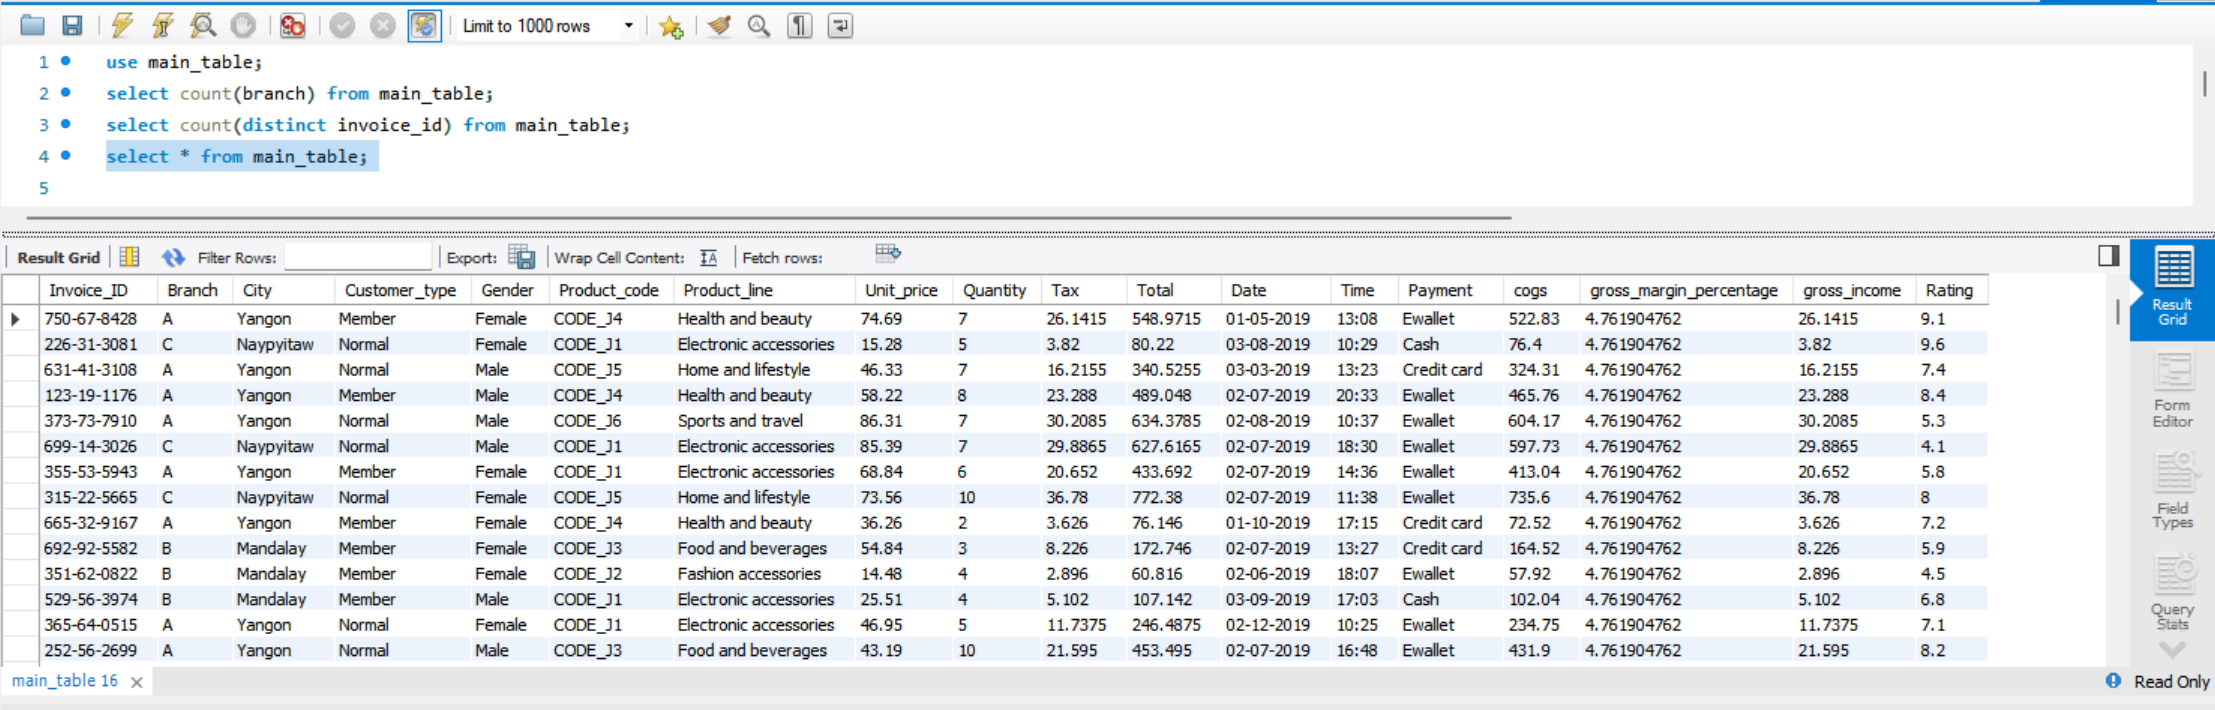 Limit to 1000 rows
1 use main_table;
2 select count(branch) from main_table;
3 select count(distinct invoice_id) from main_table;
4 select * from main_table;
5
Result Grid Filter Rows: Export: Wrap Cell Content: Fetch rows:
Invoice_ID Branch City Customer_type Gender Product_code Product_line Unit_price Quantity Tax Total Date Time Payment cogs gross_margin_percentage gross_income Rating
750-67-8428 A Yangon Member Female CODE_J4 Health and beauty 74.69 7 26.1415 548.9715 01-05-2019 13:08 Ewallet 522.83 4.761904762 26.1415 9.1
226-31-3081 C Naypyitaw Normal Female CODE_J1 Electronic accessories 15.28 5 3.82 80.22 03-08-2019 10:29 Cash 76.4 4.761904762 3.82 9.6
631-41-3108 A Yangon Normal Male CODE_J5 Home and lifestyle 46.33 7 16.2155 340.5255 03-03-2019 13:23 Credit card 324.31 4.761904762 16.2155 7.4
123-19-1176 A Yangon Member Male CODE_J4 Health and beauty 58.22 8 23.288 489.048 02-07-2019 20:33 Ewallet 465.76 4.761904762 23.288 8.4
373-73-7910 A Yangon Normal Male CODE_J6 Sports and travel 86.31 7 30.2085 634.3785 02-08-2019 10:37 Ewallet 604.17 4.761904762 30.2085 5.3
699-14-3026 C Naypyitaw Normal Male CODE_J1 Electronic accessories 85.39 7 29.8865 627.6165 02-07-2019 18:30 Ewallet 597.73 4.761904762 29.8865 4.1
355-53-5943 A Yangon Member Female CODE_J1 Electronic accessories 68.84 6 20.652 433.692 02-07-2019 14:36 Ewallet 413.04 4.761904762 20.652 5.8
315-22-5665 C Naypyitaw Normal Female CODE_J5 Home and lifestyle 73.56 10 36.78 772.38 02-07-2019 11:38 Ewallet 735.6 4.761904762 36.78 8
665-32-9167 A Yangon Member Female CODE_J4 Health and beauty 36.26 2 3.626 76.146 01-10-2019 17:15 Credit card 72.52 4.761904762 3.626 7.2
692-92-5582 B Mandalay Member Female CODE_J3 Food and beverages 54.84 3 8.226 172.746 02-07-2019 13:27 Credit card 164.52 4.761904762 8.226 5.9
351-62-0822 B Mandalay Member Female CODE_J2 Fashion accessories 14.48 4 2.896 60.816 02-06-2019 18:07 Ewallet 57.92 4.761904762 2.896 4.5
529-56-3974 B Mandalay Member Male CODE_J1 Electronic accessories 25.51 4 5.102 107.142 03-09-2019 17:03 Cash 102.04 4.761904762 5.102 6.8
365-64-0515 A Yangon Normal Female CODE_J1 Electronic accessories 46.95 5 11.7375 246.4875 02-12-2019 10:25 Ewallet 234.75 4.761904762 11.7375 7.1
252-56-2699 A Yangon Normal Male CODE_J3 Food and beverages 43.19 10 21.595 453.495 02-07-2019 16:48 Ewallet 431.9 4.761904762 21.595 8.2
Result
Grid
Form
Editor
Field
Types
Query
Stats
main_table 16
Read Only